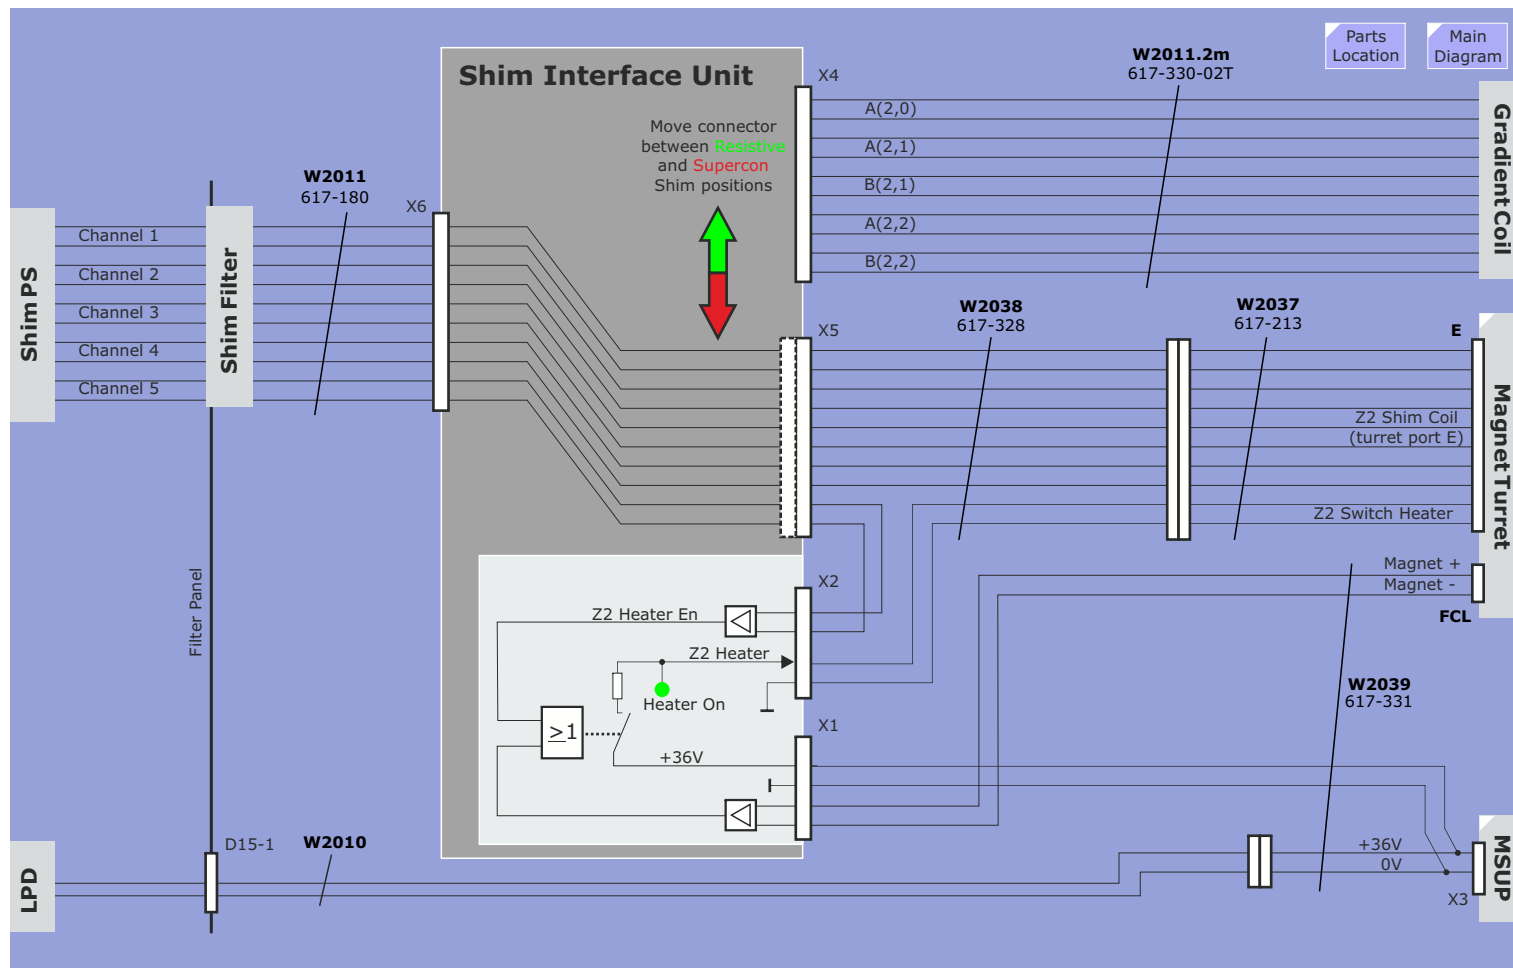 Parts
Location
Main
Diagram
Shim Interface Unit
X4
W2011.2m
617-330-02T
Move connector
between Resistive
and Supercon
Shim positions
A(2,0)
A(2,1)
B(2,1)
A(2,2)
B(2,2)
Gradient Coil
W2011
617-180
X6
Shim PS
Channel 1
Channel 2
Channel 3
Channel 4
Channel 5
Shim Filter
X5
W2038
617-328
W2037
617-213
E
Z2 Shim Coil
(turret port E)
Z2 Switch Heater
Magnet Turret
Magnet +
Magnet -
FCL
Filter Panel
X2
Z2 Heater En
Z2 Heater
Heater On
≥1
X1
+36V
W2039
617-331
D15-1
W2010
LPD
+36V
0V
X3
MSUP